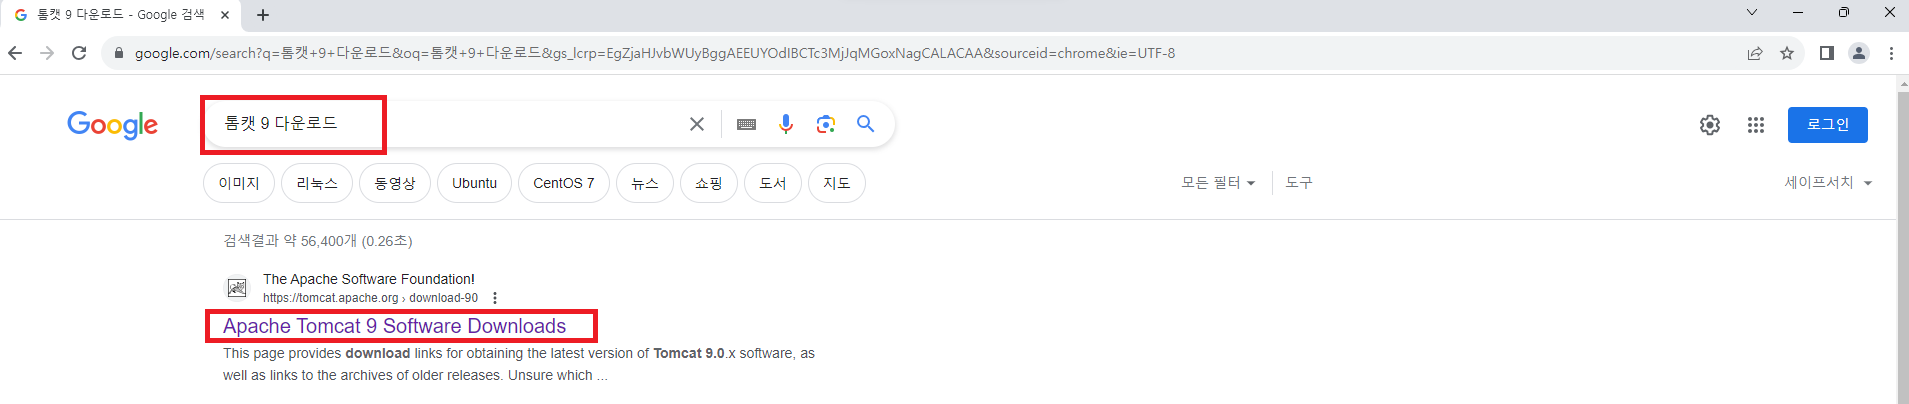 톰캣 9 다운로드 - Google 검색
google.com/search?q=톰캣+9+다운로드&oq=톰캣+9+다운로드&gs_lcrp=EgZjaHJvbWUyBggAEEUYOdIBCTc3MjJqMGoxNagCALACAA&sourceid=chrome&ie=UTF-8
Google
톰캣 9 다운로드
로그인
이미지 리눅스 동영상 Ubuntu CentOS 7 뉴스 쇼핑 도서 지도 모든 필터 도구 세이프서치
검색결과 약 56,400개 (0.26초)
The Apache Software Foundation!
https://tomcat.apache.org › download-90
Apache Tomcat 9 Software Downloads
This page provides download links for obtaining the latest version of Tomcat 9.0.x software, as
well as links to the archives of older releases. Unsure which ...